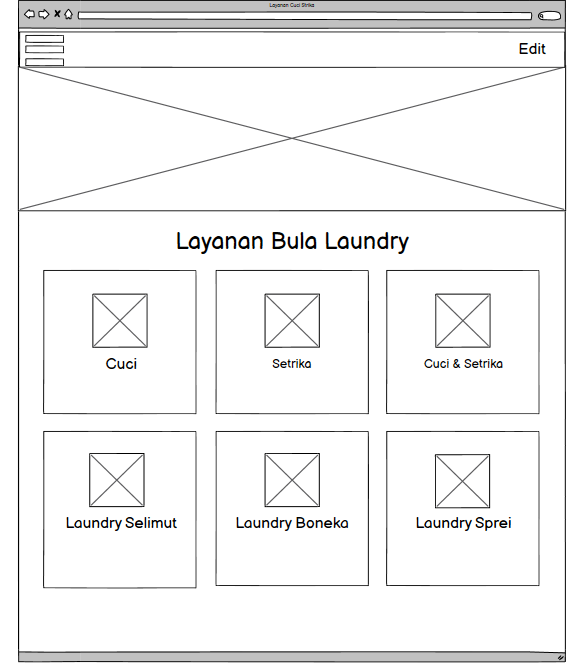 Layanan Cuci Strika
Edit
Layanan Bula Laundry
Cuci
Setrika
Cuci & Setrika
Laundry Selimut
Laundry Boneka
Laundry Sprei